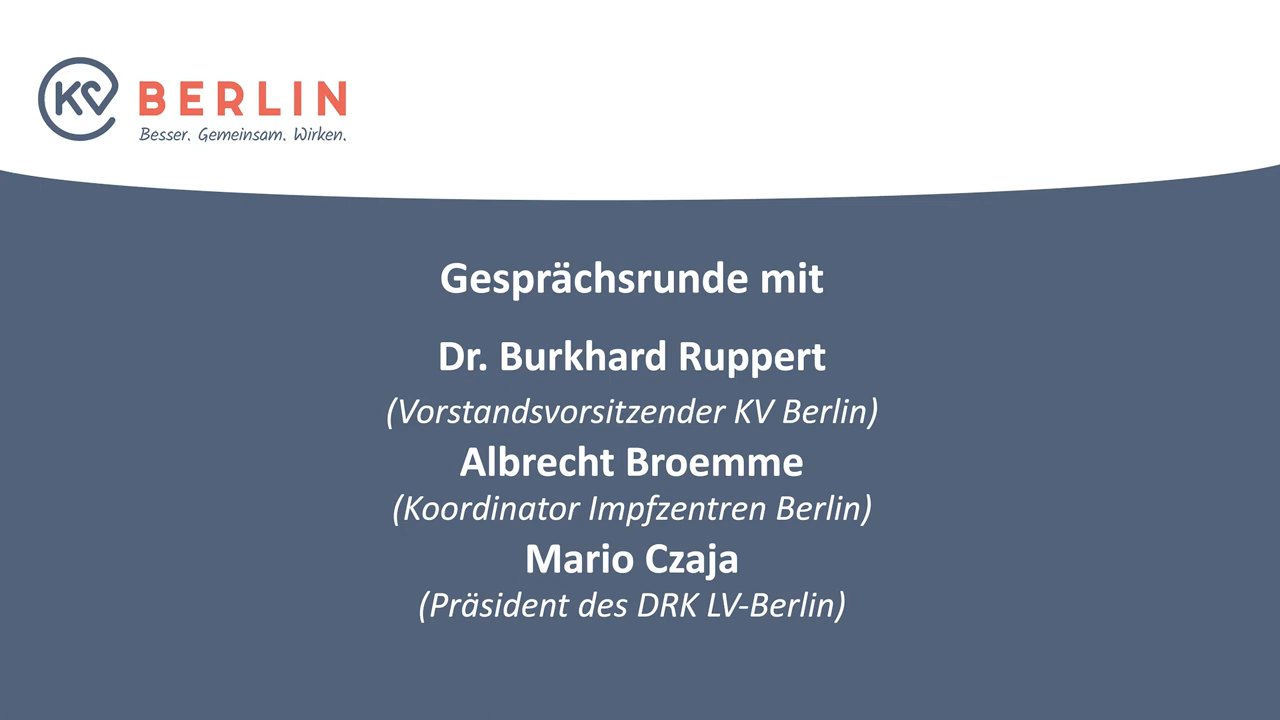 KV BERLIN
Besser. Gemeinsam. Wirken.
Gesprächsrunde mit
Dr. Burkhard Ruppert
(Vorstandsvorsitzender KV Berlin)
Albrecht Broemme
(Koordinator Impfzentren Berlin)
Mario Czaja
(Präsident des DRK LV-Berlin)